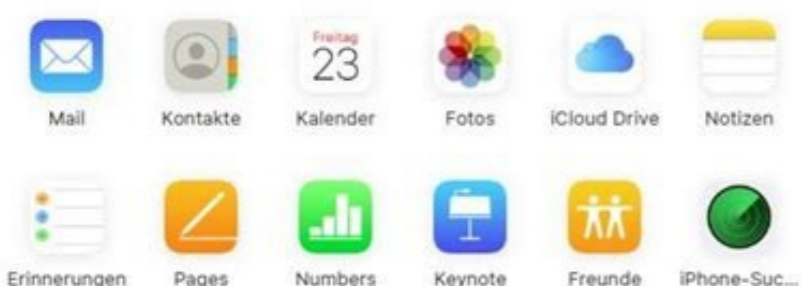 Freitag
23
Mail Kontakte Kalender Fotos iCloud Drive Notizen
Erinnerungen Pages Numbers Keynote Freunde iPhone-Suc...